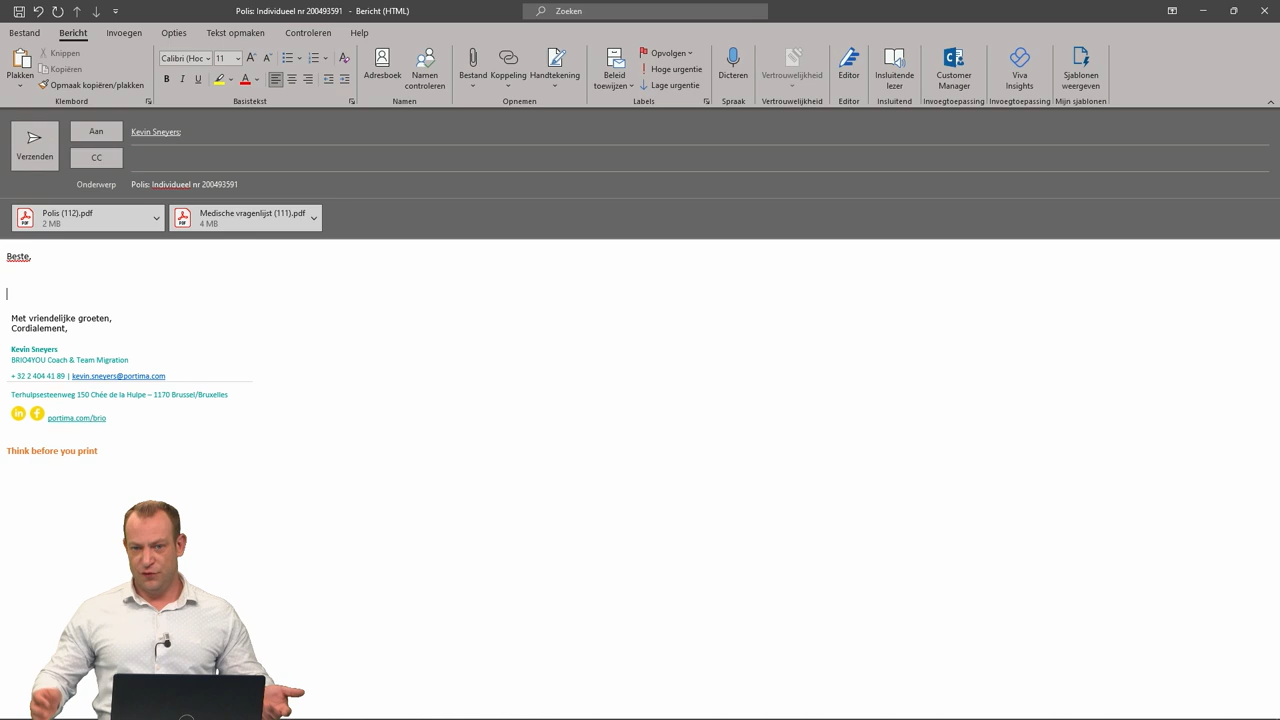 Polis: Individueel nr 200493591 - Bericht (HTML)
Zoeken
Bestand Bericht Invoegen Opties Tekst opmaken Controleren Help
Plakken
Knippen
Kopiëren
Opmaak kopiëren/plakken
Klembord
Calibri (Hoc 11
B I U
A
Basistekst
Adresboek
Namen controleren
Namen
Bestand
Koppeling
Handtekening
Opnemen
Beleid toewijzen
Opvolgen
Hoge urgentie
Lage urgentie
Labels
Dicteren
Spraak
Vertrouwelijkheid
Vertrouwelijkheid
Editor
Editor
Insluitende lezer
Insluitend
Customer Manager
Invoegtoepassing
Viva Insights
Invoegtoepassing
Sjablonen weergeven
Mijn sjablonen
Verzenden
Aan Kevin Sneyers;
CC
Onderwerp Polis: Individueel nr 200493591
Polis (112).pdf
2 MB
Medische vragenlijst (111).pdf
4 MB
Beste,
Met vriendelijke groeten,
Cordialement,
Kevin Sneyers
BRIO4YOU Coach & Team Migration
+ 32 2 404 41 89 | kevin.sneyers@portima.com
Terhulpsesteenweg 150 Chée de la Hulpe – 1170 Brussel/Bruxelles
in f portima.com/brio
Think before you print